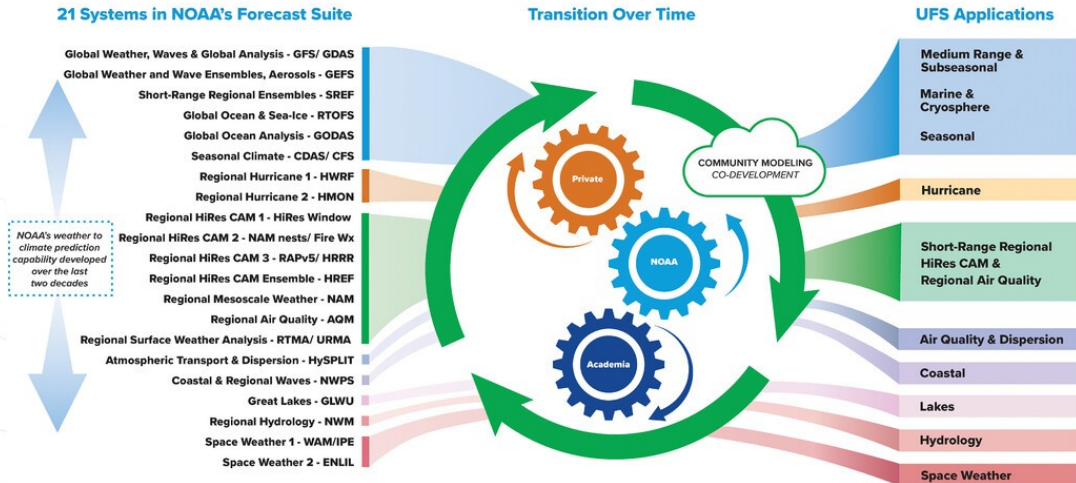 21 Systems in NOAA's Forecast Suite
Transition Over Time
UFS Applications
Global Weather, Waves & Global Analysis - GFS/ GDAS
Global Weather and Wave Ensembles, Aerosols - GEFS
Short-Range Regional Ensembles - SREF
Global Ocean & Sea-Ice - RTOFS
Global Ocean Analysis - GODAS
Seasonal Climate - CDAS/ CFS
Regional Hurricane 1 - HWRF
Regional Hurricane 2 - HMON
Regional HiRes CAM 1 - HiRes Window
Regional HiRes CAM 2 - NAM nests/ Fire Wx
Regional HiRes CAM 3 - RAPv5/ HRRR
Regional HiRes CAM Ensemble - HREF
Regional Mesoscale Weather - NAM
Regional Air Quality - AQM
Regional Surface Weather Analysis - RTMA/ URMA
Atmospheric Transport & Dispersion - HySPLIT
Coastal & Regional Waves - NWPS
Great Lakes - GLWU
Regional Hydrology - NWM
Space Weather 1 - WAM/IPE
Space Weather 2 - ENLIL
NOAA's weather to
climate prediction
capability developed
over the last
two decades
Private
NOAA
Academia
COMMUNITY MODELING
CO-DEVELOPMENT
Medium Range &
Subseasonal
Marine &
Cryosphere
Seasonal
Hurricane
Short-Range Regional
HiRes CAM &
Regional Air Quality
Air Quality & Dispersion
Coastal
Lakes
Hydrology
Space Weather